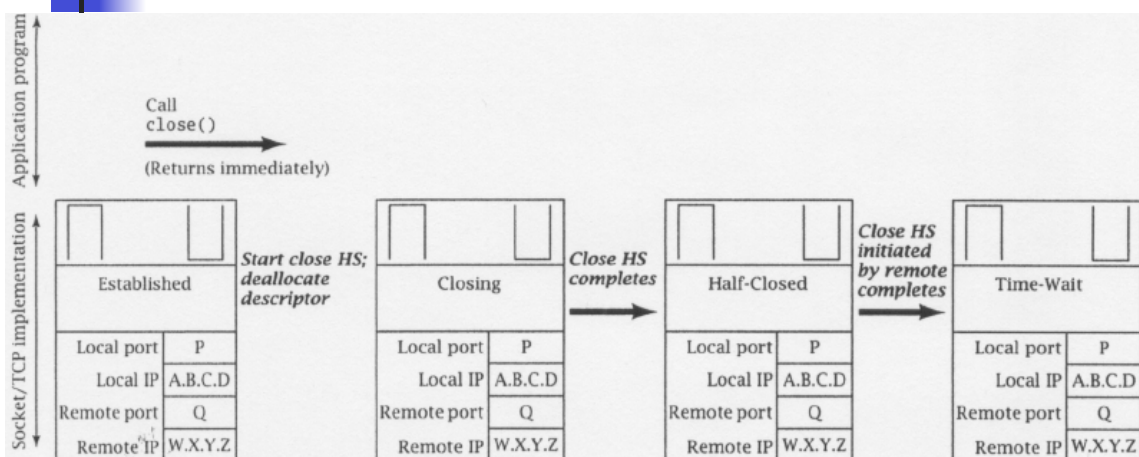 Application program
Call
close()
(Returns immediately)
Socket/TCP implementation
Established
Local port P
Local IP A.B.C.D
Remote port Q
Remote IP W.X.Y.Z
Start close HS;
deallocate
descriptor
Closing
Local port P
Local IP A.B.C.D
Remote port Q
Remote IP W.X.Y.Z
Close HS
completes
Half-Closed
Local port P
Local IP A.B.C.D
Remote port Q
Remote IP W.X.Y.Z
Close HS
initiated
by remote
completes
Time-Wait
Local port P
Local IP A.B.C.D
Remote port Q
Remote IP W.X.Y.Z